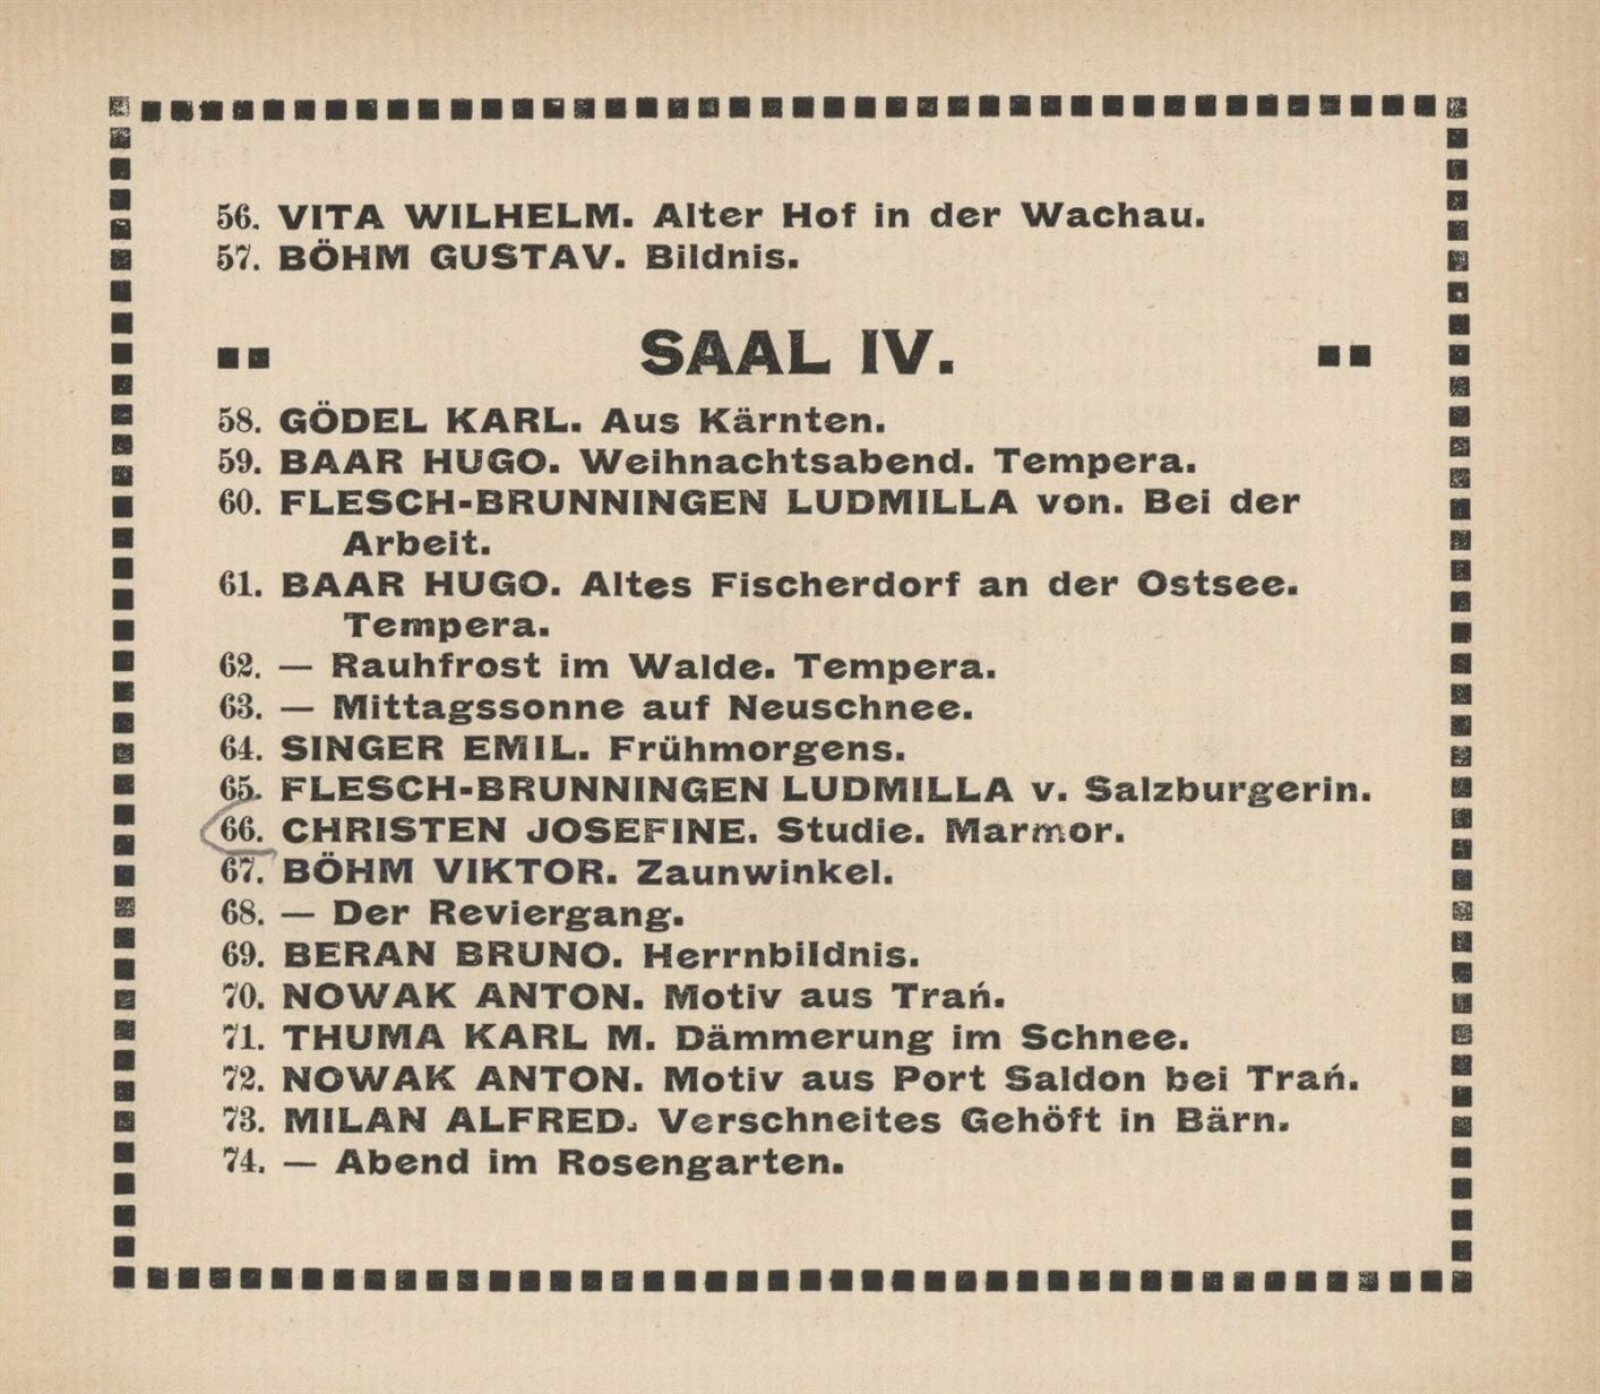 56. VITA WILHELM. Alter Hof in der Wachau.
57. BÖHM GUSTAV. Bildnis.
SAAL IV.
58. GÖDEL KARL. Aus Kärnten.
59. BAAR HUGO. Weihnachtsabend. Tempera.
60. FLESCH-BRUNNINGEN LUDMILLA von. Bei der
Arbeit.
61. BAAR HUGO. Altes Fischerdorf an der Ostsee.
Tempera.
62. — Rauhfrost im Walde. Tempera.
63. — Mittagssonne auf Neuschnee.
64. SINGER EMIL. Frühmorgens.
65. FLESCH-BRUNNINGEN LUDMILLA v. Salzburgerin.
66. CHRISTEN JOSEFINE. Studie. Marmor.
67. BÖHM VIKTOR. Zaunwinkel.
68. — Der Reviergang.
69. BERAN BRUNO. Herrnbildnis.
70. NOWAK ANTON. Motiv aus Trań.
71. THUMA KARL M. Dämmerung im Schnee.
72. NOWAK ANTON. Motiv aus Port Saldon bei Trań.
73. MILAN ALFRED. Verschneites Gehöft in Bärn.
74. — Abend im Rosengarten.